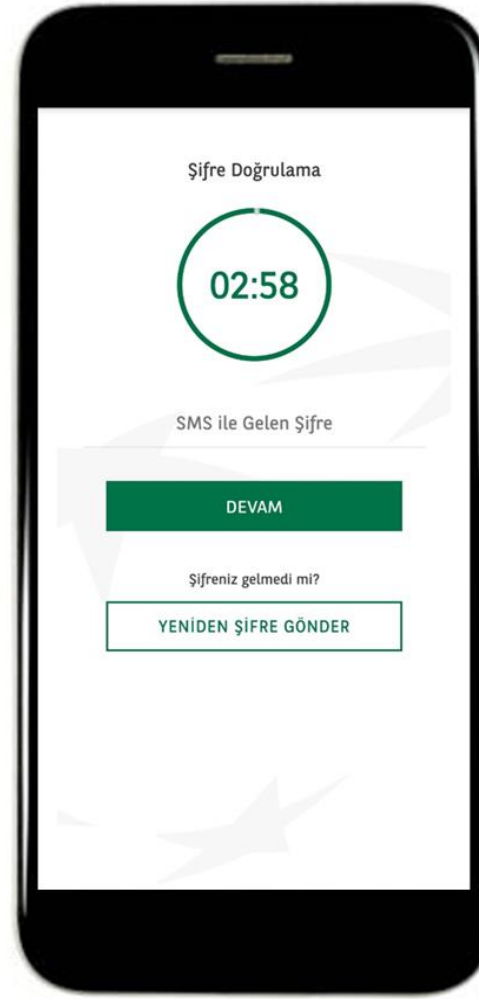 Şifre Doğrulama
02:58
SMS ile Gelen Şifre
DEVAM
Şifreniz gelmedi mi?
YENİDEN ŞİFRE GÖNDER